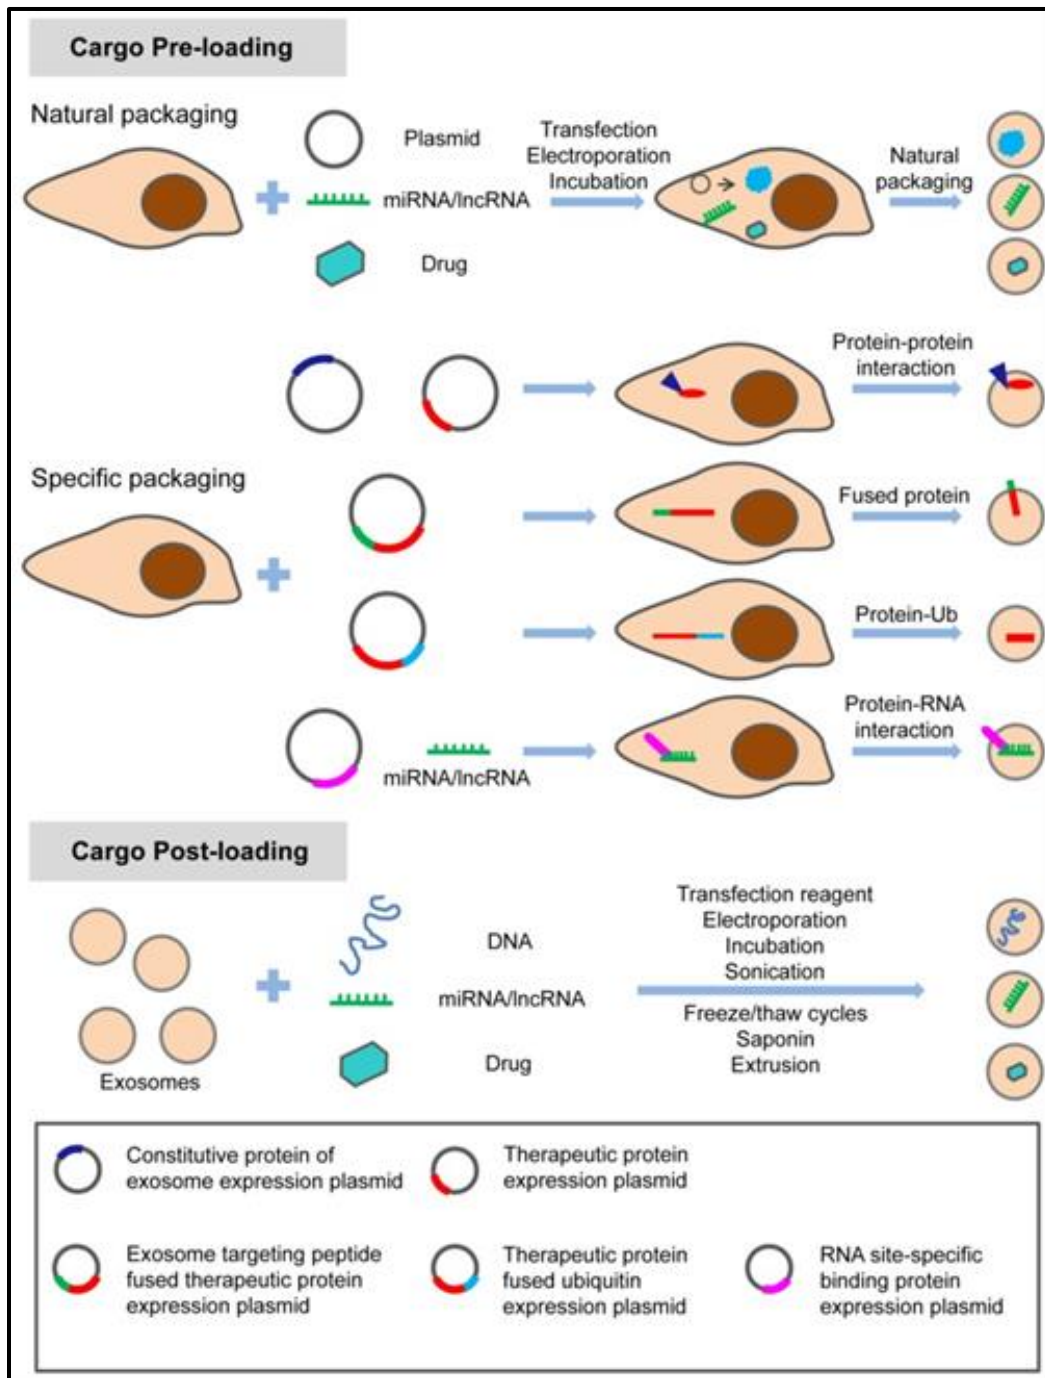 Cargo Pre-loading
Natural packaging
Plasmid
miRNA/lncRNA
Drug
Transfection
Electroporation
Incubation
Natural
packaging
Protein-protein
interaction
Specific packaging
Fused protein
Protein-Ub
miRNA/lncRNA
Protein-RNA
interaction
Cargo Post-loading
Exosomes
DNA
miRNA/lncRNA
Drug
Transfection reagent
Electroporation
Incubation
Sonication
Freeze/thaw cycles
Saponin
Extrusion
Constitutive protein of
exosome expression plasmid
Therapeutic protein
expression plasmid
Exosome targeting peptide
fused therapeutic protein
expression plasmid
Therapeutic protein
fused ubiquitin
expression plasmid
RNA site-specific
binding protein
expression plasmid